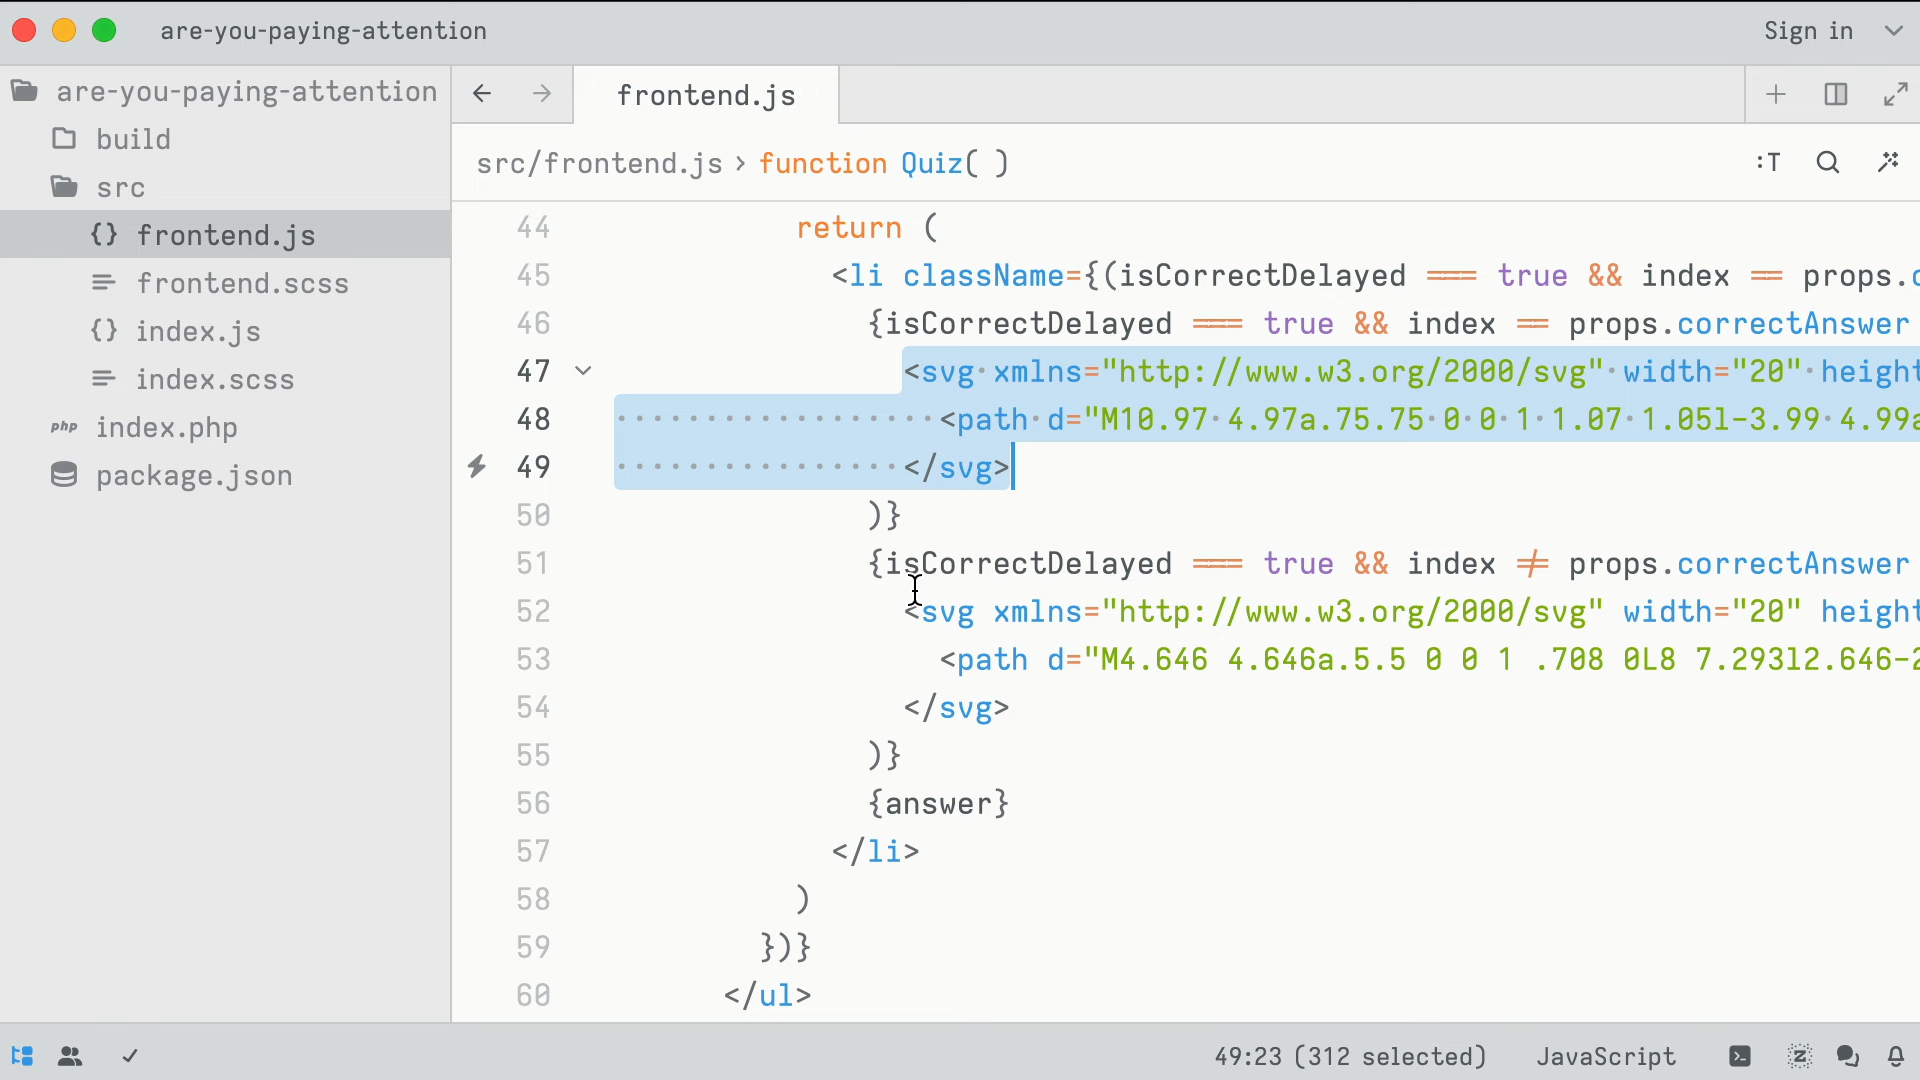 are-you-paying-attention
Sign in
are-you-paying-attention
build
src
{} frontend.js
frontend.scss
{} index.js
index.scss
php index.php
package.json
frontend.js
src/frontend.js › function Quiz( )
:T
44 return (
45 <li className={(isCorrectDelayed === true && index == props.c
46 {isCorrectDelayed === true && index == props.correctAnswer
47 <svg xmlns="http://www.w3.org/2000/svg" width="20" height
48 <path d="M10.97 4.97a.75.75 0 0 1 1.07 1.05l-3.99 4.99a
49 </svg>
50 )}
51 {isCorrectDelayed === true && index != props.correctAnswer
52 <svg xmlns="http://www.w3.org/2000/svg" width="20" height
53 <path d="M4.646 4.646a.5.5 0 0 1 .708 0L8 7.293l2.646-2
54 </svg>
55 )}
56 {answer}
57 </li>
58 )
59 })}
60 </ul>
49:23 (312 selected)
JavaScript